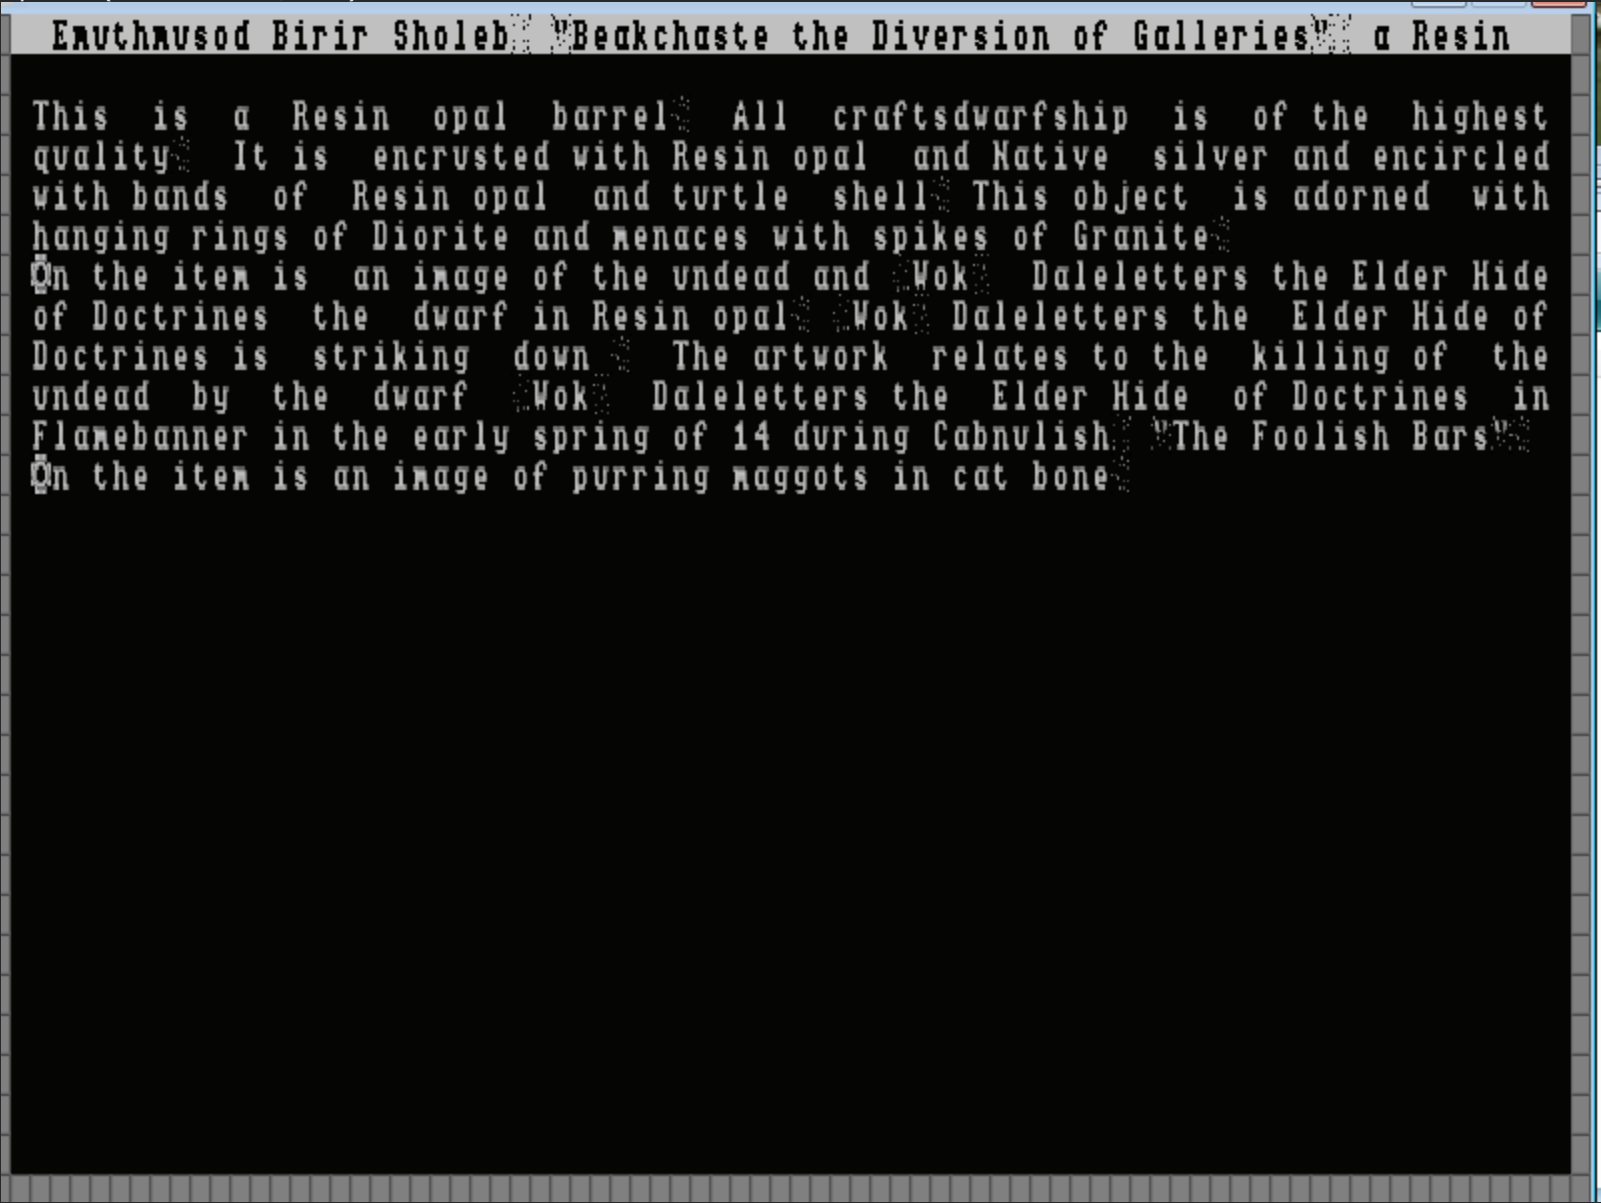 Emuthmusod Birir Sholeb, "Beakchaste the Diversion of Galleries", a Resin
This is a Resin opal barrel. All craftsdwarfship is of the highest
quality. It is encrusted with Resin opal and Native silver and encircled
with bands of Resin opal and turtle shell. This object is adorned with
hanging rings of Diorite and menaces with spikes of Granite.
On the item is an image of the undead and 'Wok' Daleletters the Elder Hide
of Doctrines the dwarf in Resin opal. 'Wok' Daleletters the Elder Hide of
Doctrines is striking down . The artwork relates to the killing of the
undead by the dwarf 'Wok' Daleletters the Elder Hide of Doctrines in
Flamebanner in the early spring of 14 during Cabnulish, "The Foolish Bars".
On the item is an image of purring maggots in cat bone.